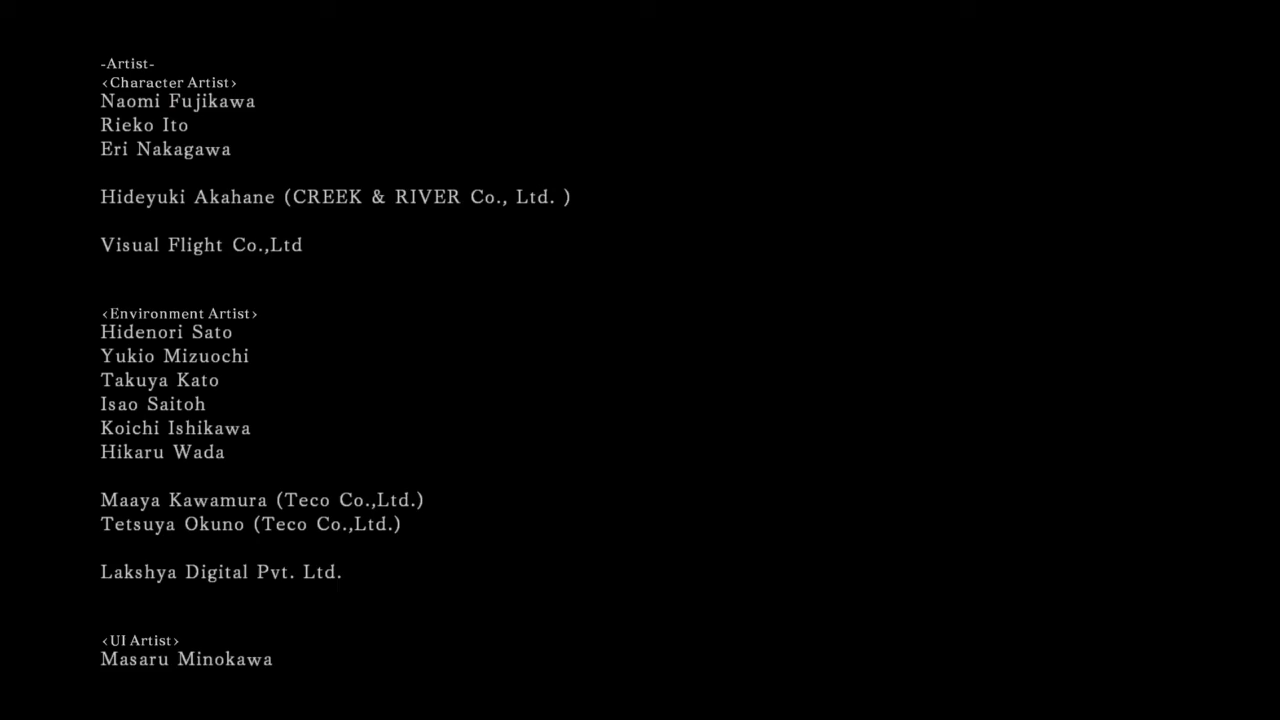 -Artist-
‹Character Artist›
Naomi Fujikawa
Rieko Ito
Eri Nakagawa
Hideyuki Akahane (CREEK & RIVER Co., Ltd. )
Visual Flight Co.,Ltd
‹Environment Artist›
Hidenori Sato
Yukio Mizuochi
Takuya Kato
Isao Saitoh
Koichi Ishikawa
Hikaru Wada
Maaya Kawamura (Teco Co.,Ltd.)
Tetsuya Okuno (Teco Co.,Ltd.)
Lakshya Digital Pvt. Ltd.
‹UI Artist›
Masaru Minokawa